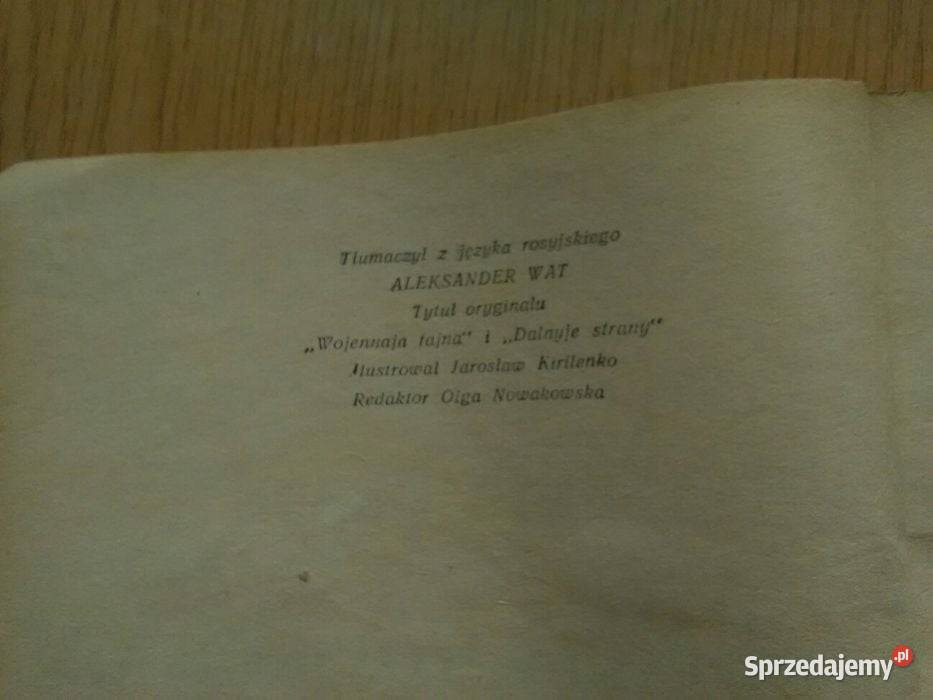 Tłumaczył z języka rosyjskiego
ALEKSANDER WAT
Tytuł oryginału
„Wojennaja tajna" i „Dalnyje strany"
Ilustrował Jarosław Kirilenko
Redaktor Olga Nowakowska
Sprzedajemy.pl